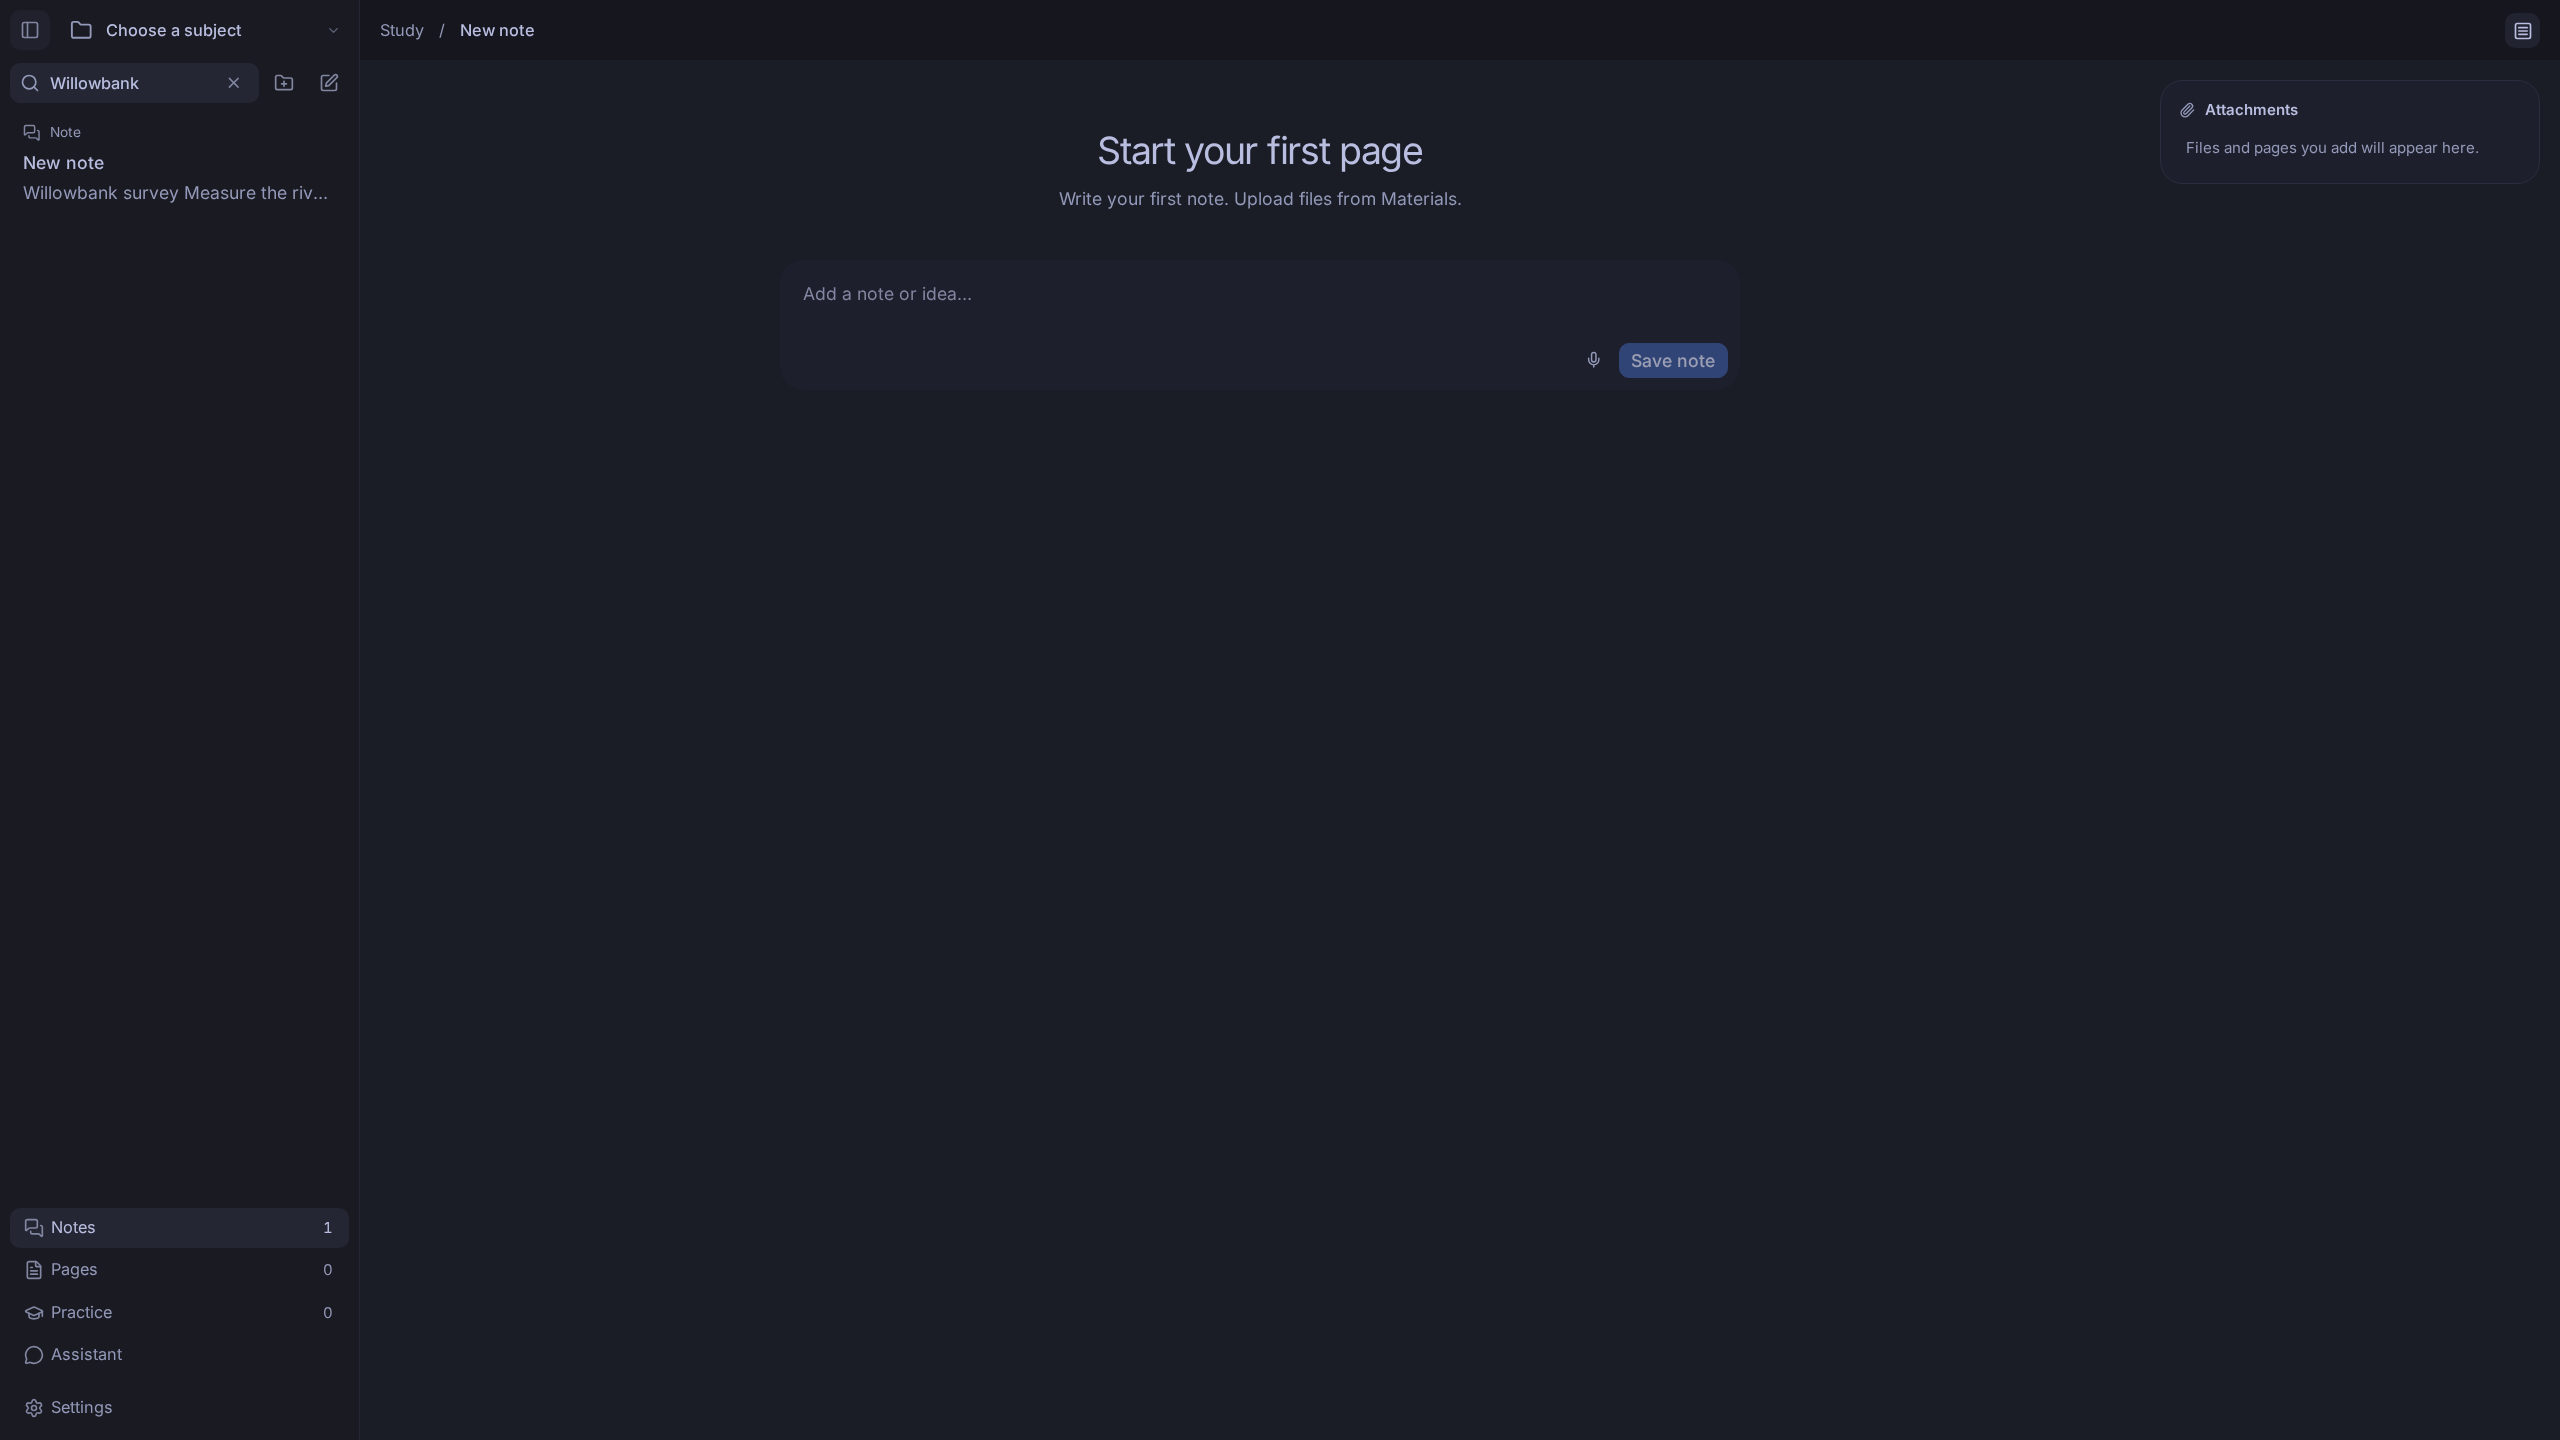 Choose a subject
Study / New note
Willowbank
Note
New note
Willowbank survey Measure the riv...
Start your first page
Write your first note. Upload files from Materials.
Add a note or idea...
Save note
Attachments
Files and pages you add will appear here.
Notes 1
Pages 0
Practice 0
Assistant
Settings